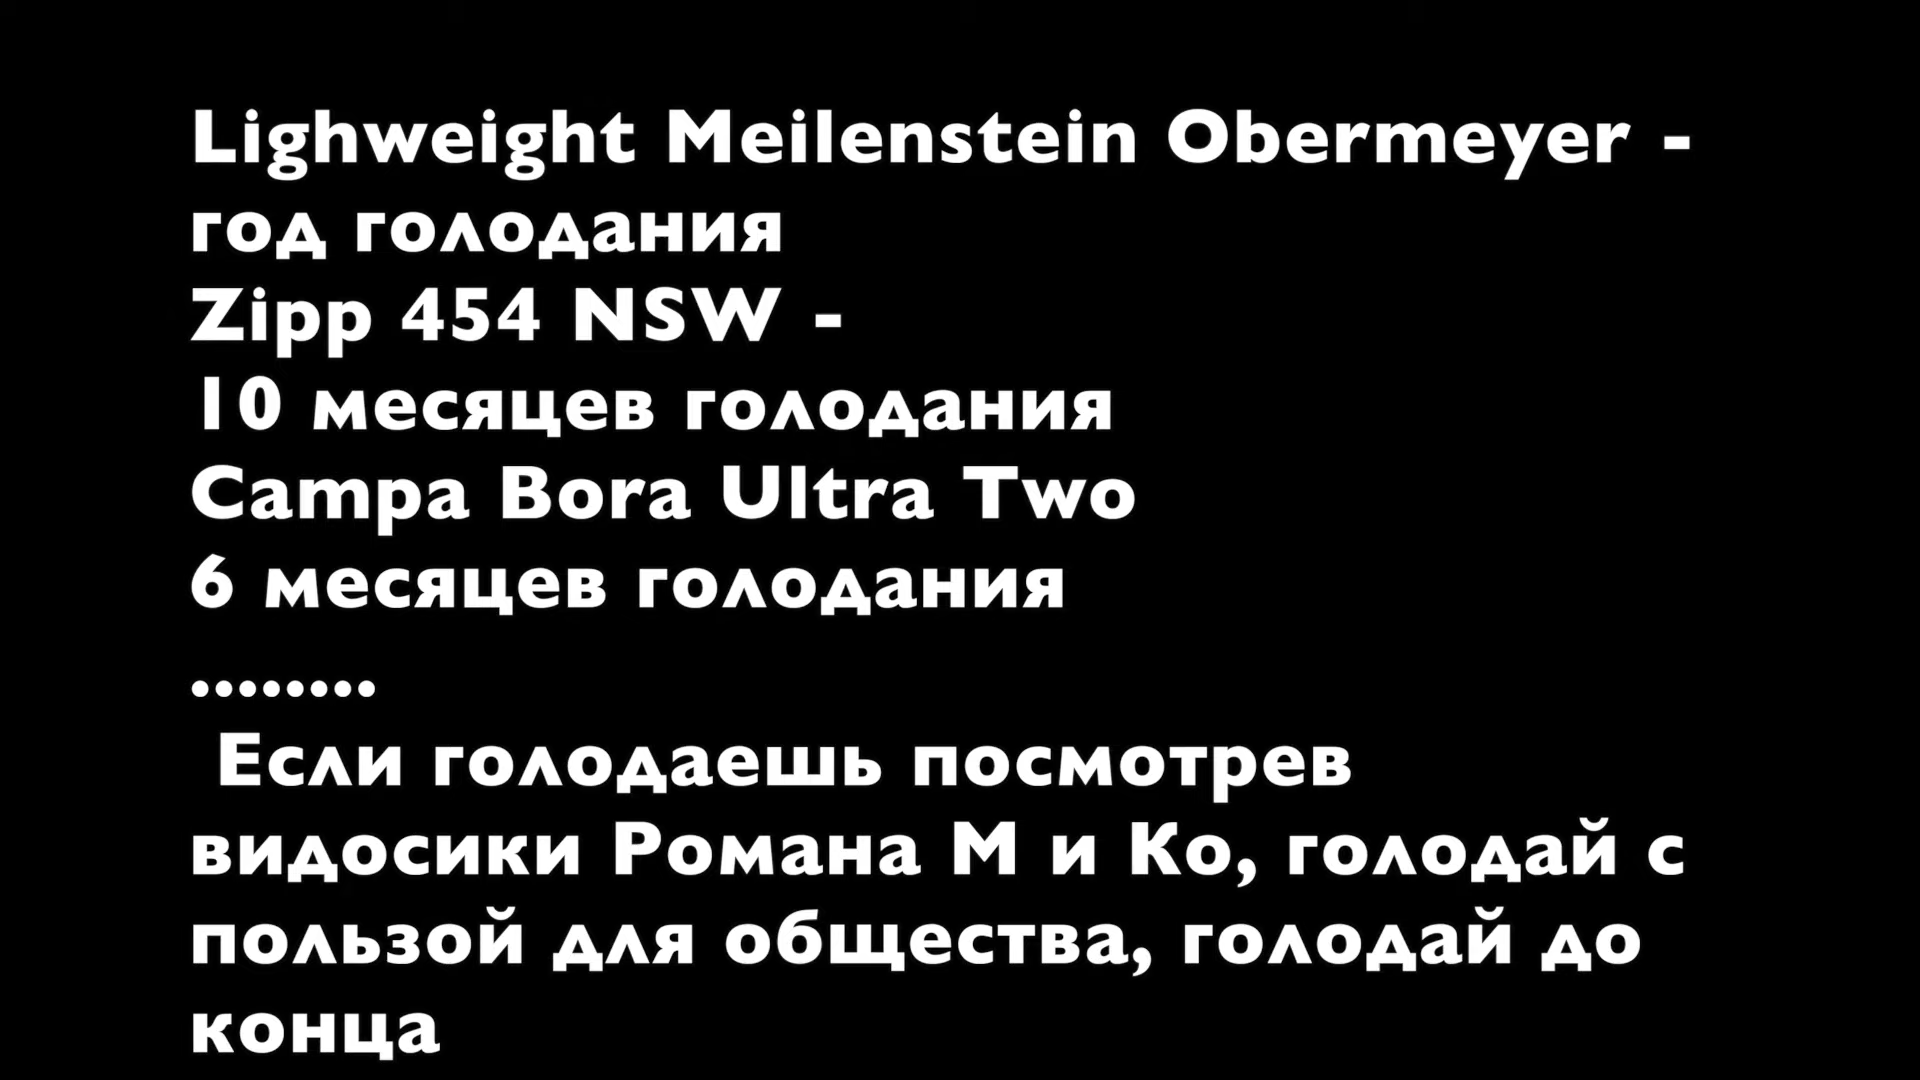 Lighweight Meilenstein Obermeyer -
год голодания
Zipp 454 NSW -
10 месяцев голодания
Campa Bora Ultra Two
6 месяцев голодания
........
Если голодаешь посмотрев
видосики Романа М и Ко, голодай с
пользой для общества, голодай до
конца